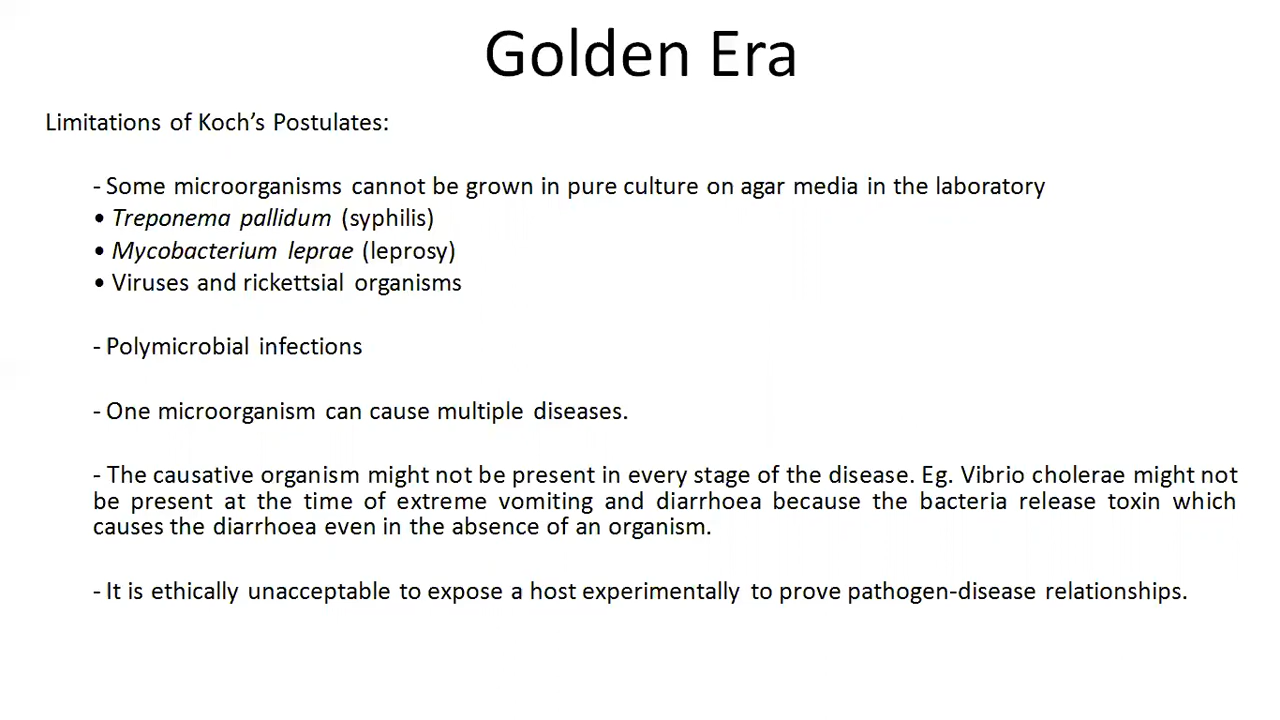 Golden Era
Limitations of Koch’s Postulates:
- Some microorganisms cannot be grown in pure culture on agar media in the laboratory
• Treponema pallidum (syphilis)
• Mycobacterium leprae (leprosy)
• Viruses and rickettsial organisms
- Polymicrobial infections
- One microorganism can cause multiple diseases.
- The causative organism might not be present in every stage of the disease. Eg. Vibrio cholerae might not
be present at the time of extreme vomiting and diarrhoea because the bacteria release toxin which
causes the diarrhoea even in the absence of an organism.
- It is ethically unacceptable to expose a host experimentally to prove pathogen-disease relationships.